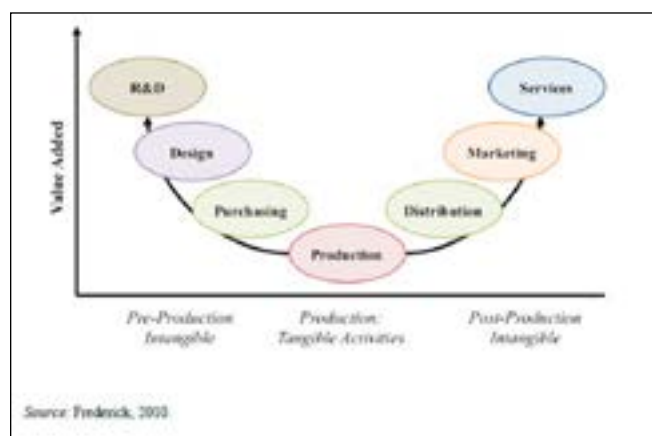 Value Added
R&D
Services
Design
Marketing
Purchasing
Distribution
Production
Pre-Production
Intangible
Production:
Tangible Activities
Post-Production
Intangible
Source: Frederick, 2010.